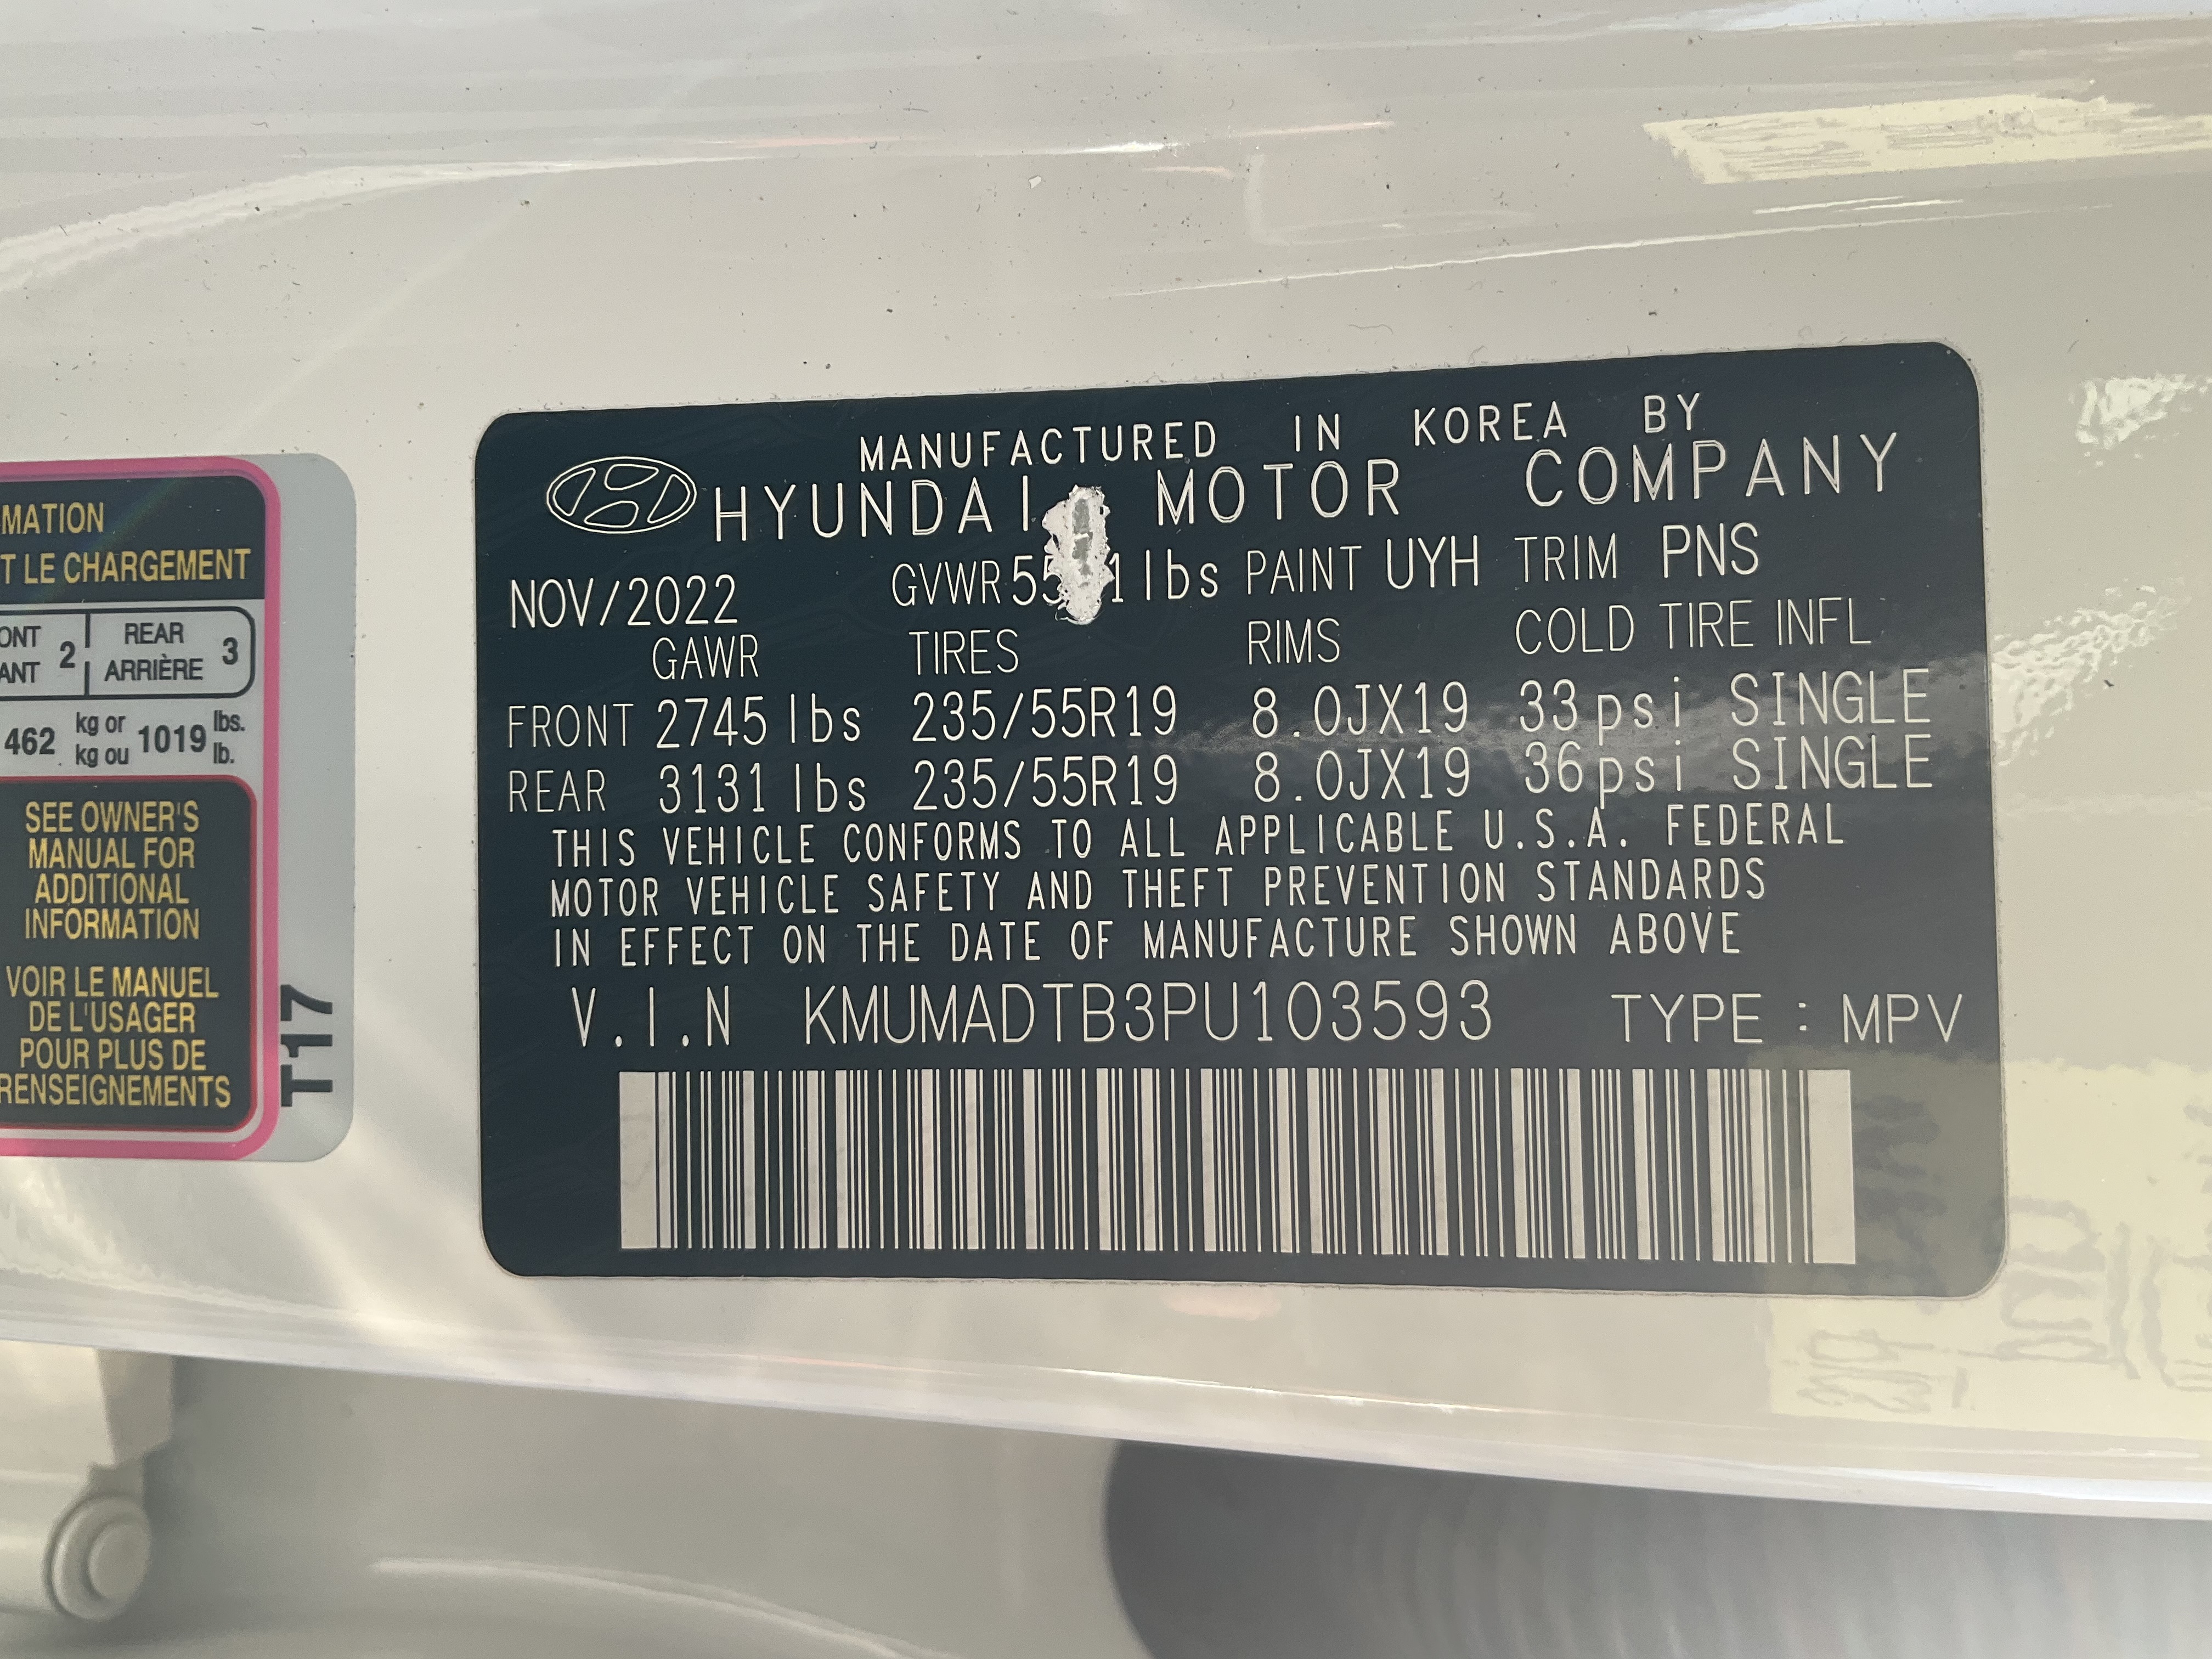 MANUFACTURED IN KOREA BY
HYUNDAI MOTOR COMPANY
NOV/2022 GVWR lbs PAINT UYH TRIM PNS
GAWR TIRES RIMS COLD TIRE INFL
FRONT 2745 lbs 235/55R19 8.0JX19 33psi SINGLE
REAR 3131 lbs 235/55R19 8.0JX19 36psi SINGLE
THIS VEHICLE CONFORMS TO ALL APPLICABLE U.S.A. FEDERAL
MOTOR VEHICLE SAFETY AND THEFT PREVENTION STANDARDS
IN EFFECT ON THE DATE OF MANUFACTURE SHOWN ABOVE
V.I.N KMUMADTB3PU103593 TYPE : MPV
MATION
T LE CHARGEMENT
ONT
ANT 2 REAR
ARRIÈRE 3
462 kg or
kg ou 1019 lbs.
lb.
SEE OWNER'S
MANUAL FOR
ADDITIONAL
INFORMATION
VOIR LE MANUEL
DE L'USAGER
POUR PLUS DE
RENSEIGNEMENTS
T17